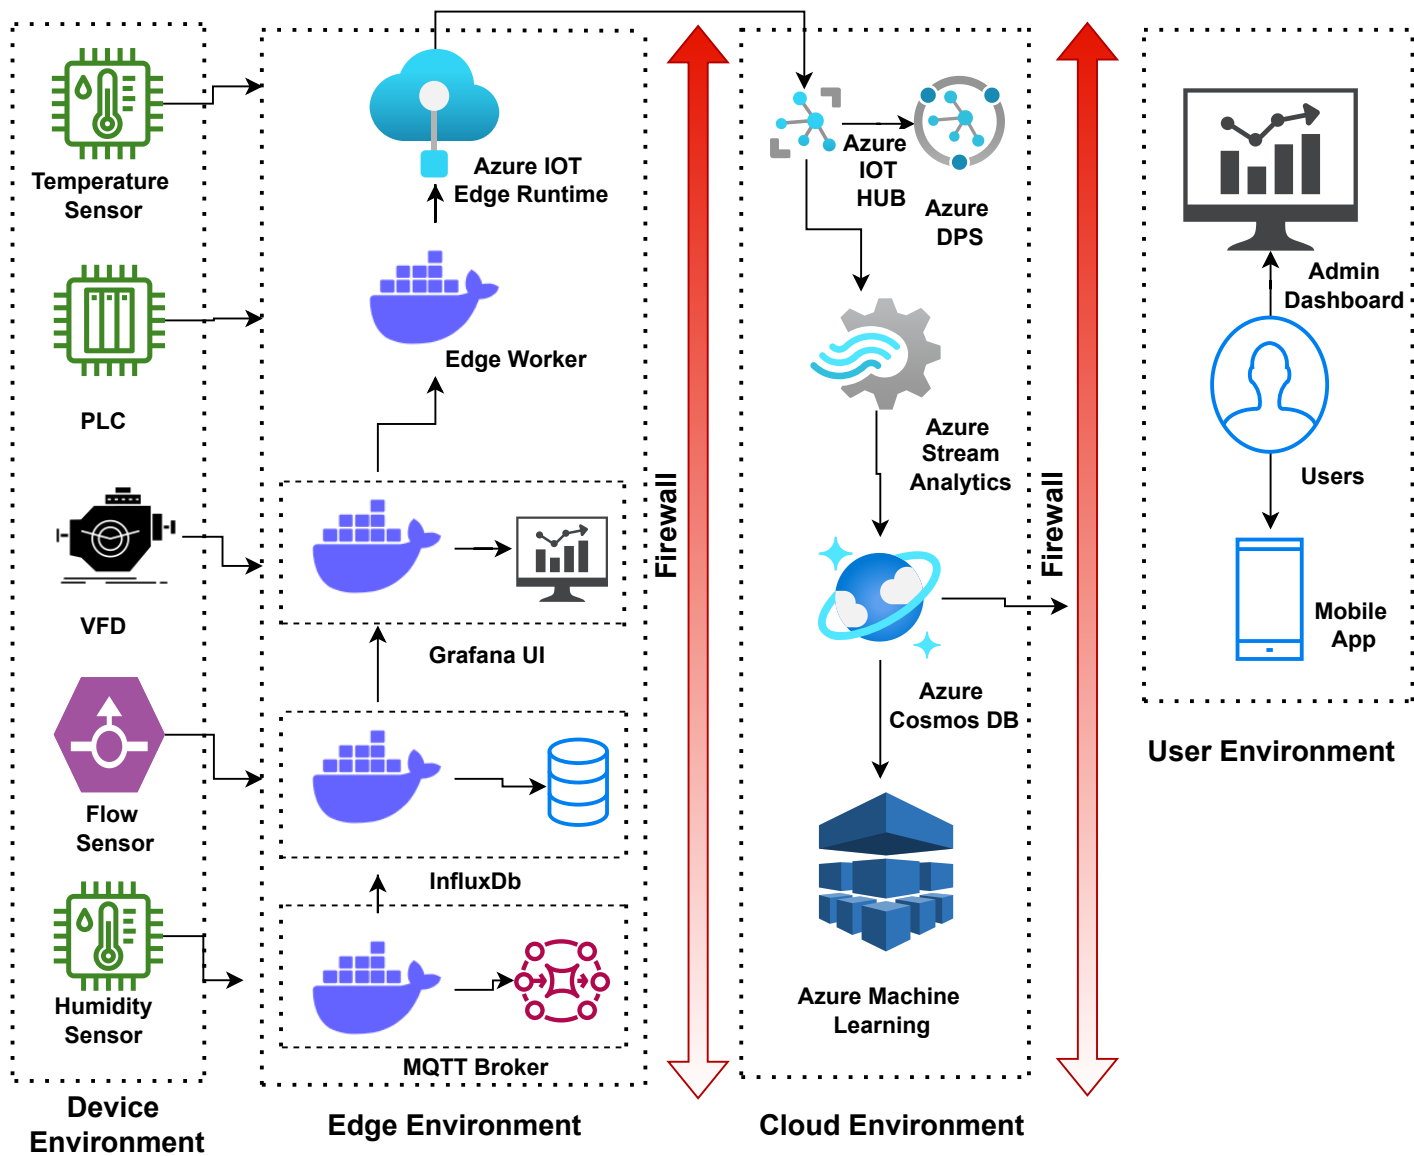 Temperature
Sensor
PLC
VFD
Flow
Sensor
Humidity
Sensor
Device
Environment
Azure IOT
Edge Runtime
Edge Worker
Grafana UI
InfluxDb
MQTT Broker
Edge Environment
Firewall
Azure
IOT
HUB
Azure
DPS
Azure
Stream
Analytics
Azure
Cosmos DB
Azure Machine
Learning
Cloud Environment
Firewall
Admin
Dashboard
Users
Mobile
App
User Environment